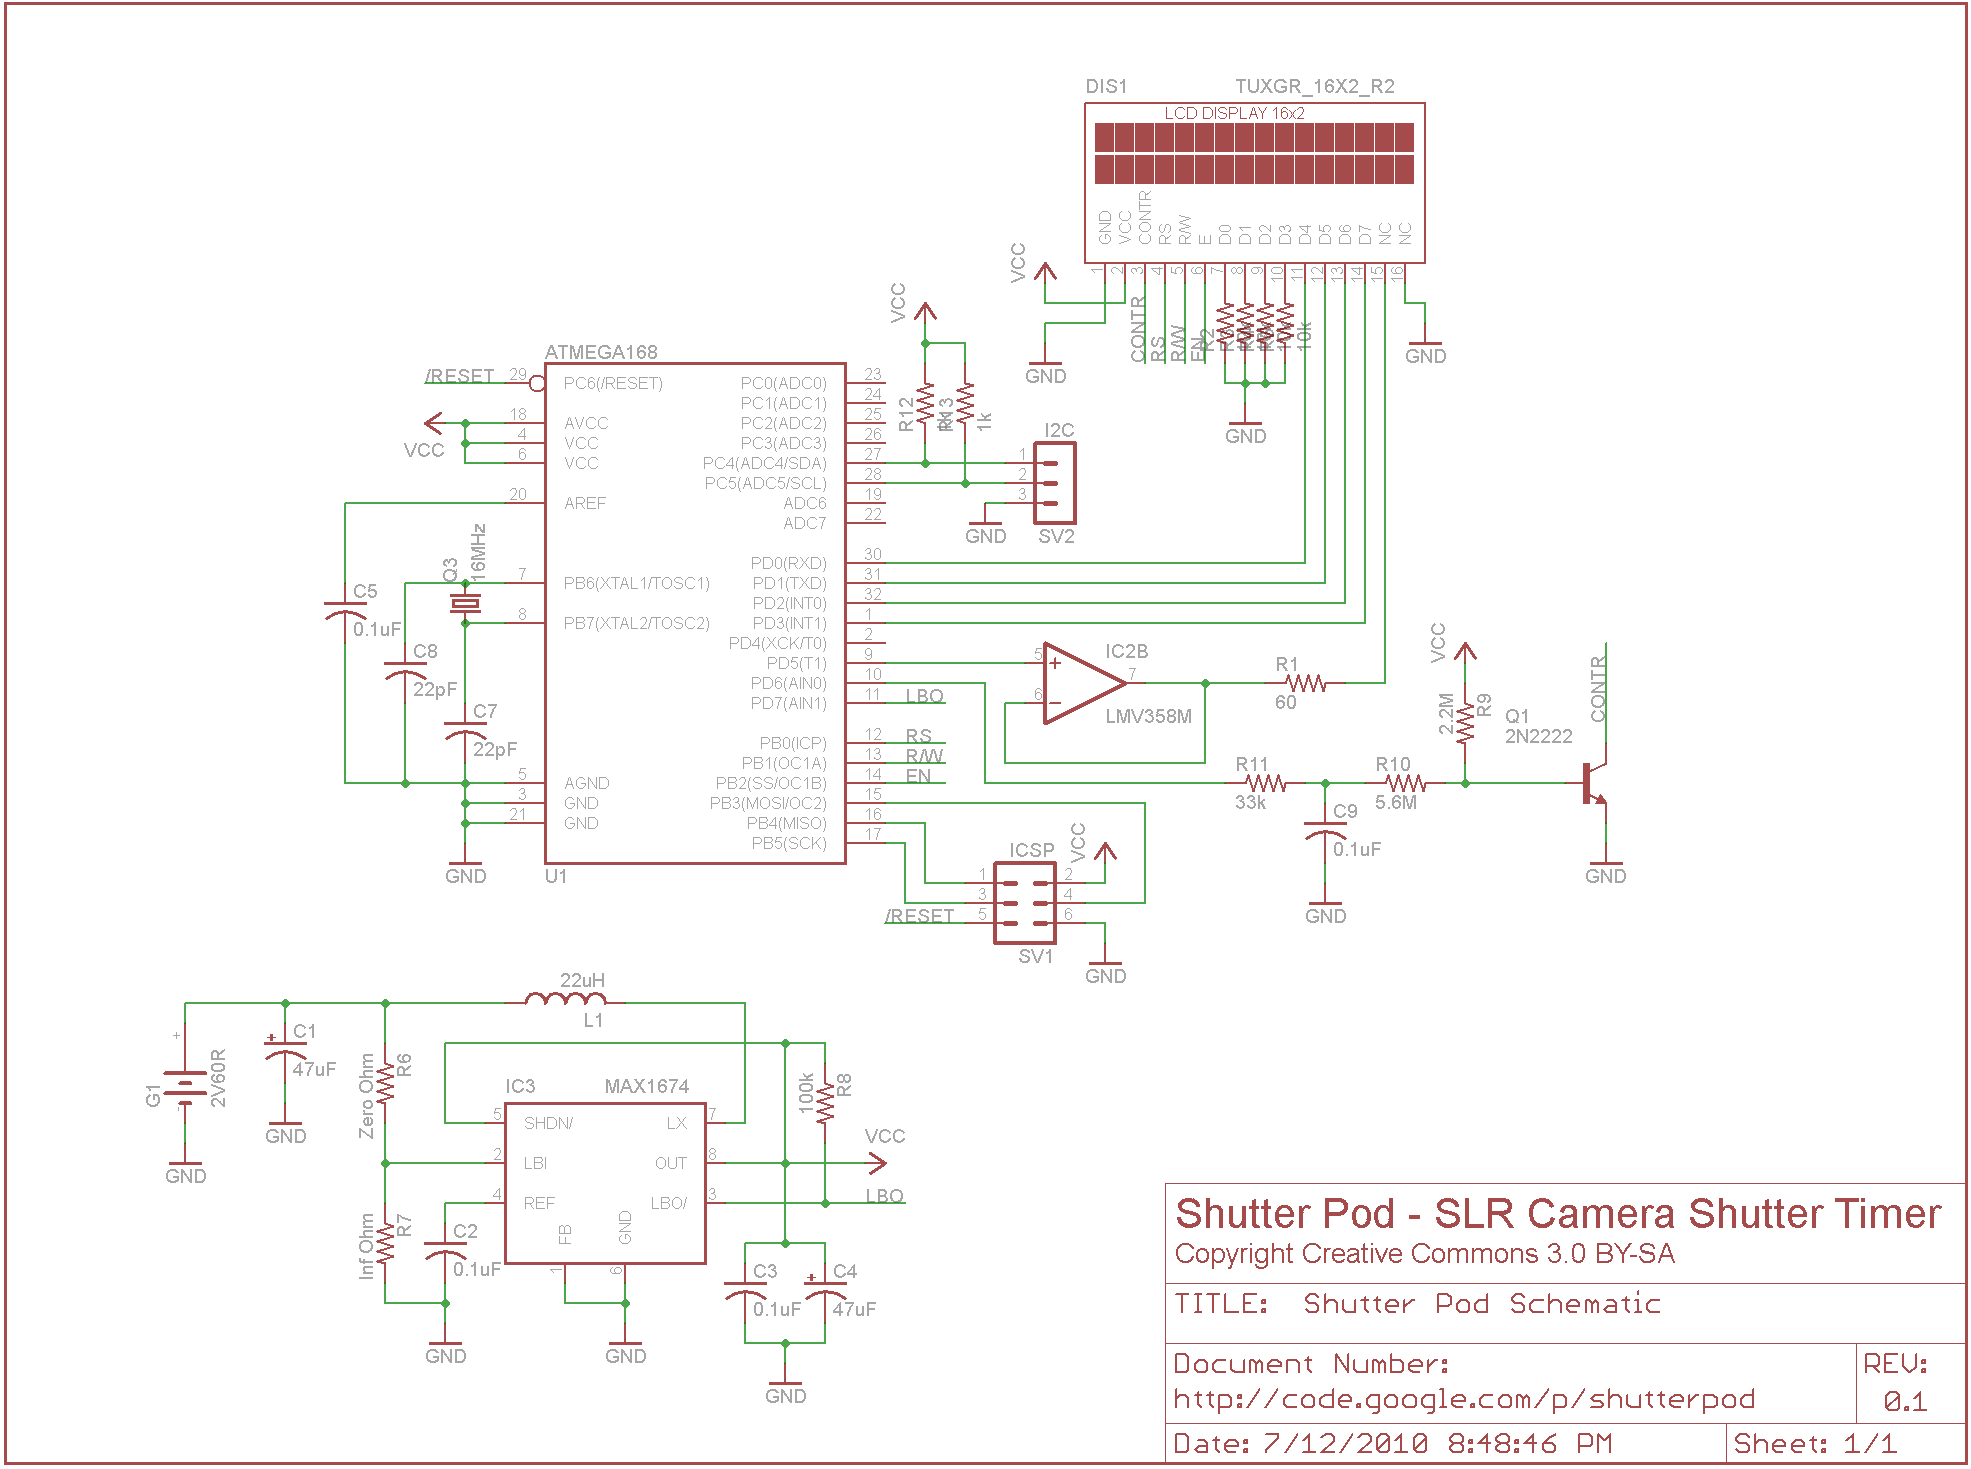 DIS1 TUXGR_16X2_R2
LCD DISPLAY 16x2
GND VCC CONTR RS R/W E D0 D1 D2 D3 D4 D5 D6 D7 NC NC
1 2 3 4 5 6 7 8 9 10 11 12 13 14 15 16
VCC
GND
CONTR
RS
R/W
EN
R2
10k
GND
GND
VCC
R12
R13
1k
I2C
1
2
3
GND
SV2
ATMEGA168
/RESET 29 PC6(/RESET)
18 AVCC
4 VCC
6 VCC
VCC
20 AREF
7 PB6(XTAL1/TOSC1)
8 PB7(XTAL2/TOSC2)
5 AGND
3 GND
21 GND
PC0(ADC0) 23
PC1(ADC1) 24
PC2(ADC2) 25
PC3(ADC3) 26
PC4(ADC4/SDA) 27
PC5(ADC5/SCL) 28
ADC6 19
ADC7 22
PD0(RXD) 30
PD1(TXD) 31
PD2(INT0) 32
PD3(INT1) 1
PD4(XCK/T0) 2
PD5(T1) 9
PD6(AIN0) 10
PD7(AIN1) 11 LBO
PB0(ICP) 12 RS
PB1(OC1A) 13 R/W
PB2(SS/OC1B) 14 EN
PB3(MOSI/OC2) 15
PB4(MISO) 16
PB5(SCK) 17
U1
Q3
16MHz
C5
0.1uF
C8
22pF
C7
22pF
GND
5 +
6 -
7
IC2B
LMV358M
R1
60
VCC
2.2M
R9
Q1
2N2222
CONTR
R11
33k
R10
5.6M
C9
0.1uF
GND
GND
ICSP
VCC
1 2
3 4
/RESET 5 6
SV1
GND
22uH
L1
+
-
G1
2V60R
GND
+
C1
47uF
GND
Zero Ohm
R6
Inf Ohm
R7
IC3 MAX1674
5 SHDN/ LX 7
2 LBI OUT 8
4 REF LBO/ 3
FB GND
1 6
100k
R8
VCC
LBO
C2
0.1uF
GND
GND
C3
0.1uF
+
C4
47uF
GND
Shutter Pod - SLR Camera Shutter Timer
Copyright Creative Commons 3.0 BY-SA
TITLE: Shutter Pod Schematic
Document Number:
http://code.google.com/p/shutterpod
REV:
0.1
Date: 7/12/2010 8:48:46 PM
Sheet: 1/1